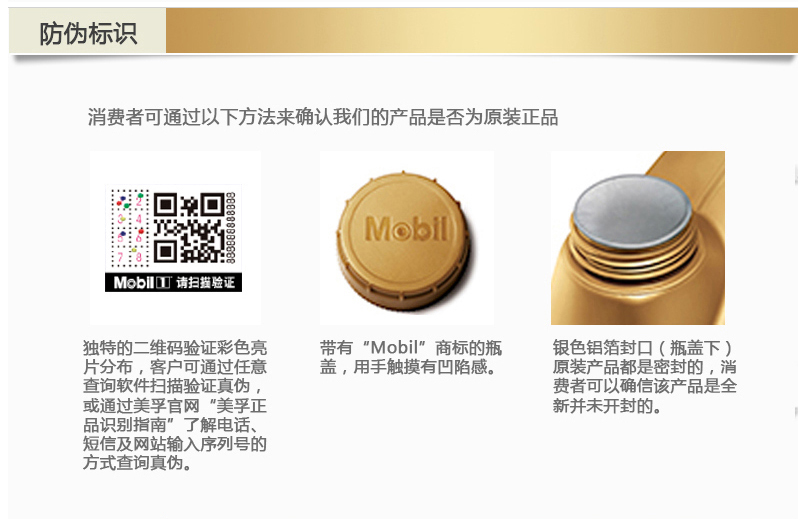 防伪标识
消费者可通过以下方法来确认我们的产品是否为原装正品
2
3 4
5 6
7 8
Mobil 1 请扫描验证
Mobil
独特的二维码验证彩色亮
片分布，客户可通过任意
查询软件扫描验证真伪，
或通过美孚官网“美孚正
品识别指南”了解电话、
短信及网站输入序列号的
方式查询真伪。
带有“Mobil”商标的瓶
盖，用手触摸有凹陷感。
银色铝箔封口（瓶盖下）
原装产品都是密封的，消
费者可以确信该产品是全
新并未开封的。